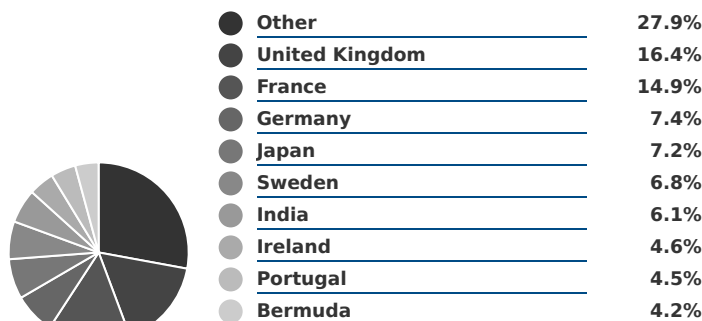 Other 27.9%
United Kingdom 16.4%
France 14.9%
Germany 7.4%
Japan 7.2%
Sweden 6.8%
India 6.1%
Ireland 4.6%
Portugal 4.5%
Bermuda 4.2%